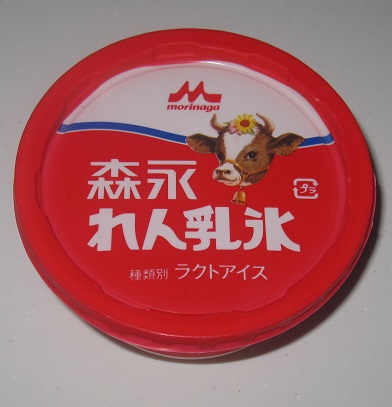 morinaga
森永
れん乳氷
プラ
種類別 ラクトアイス